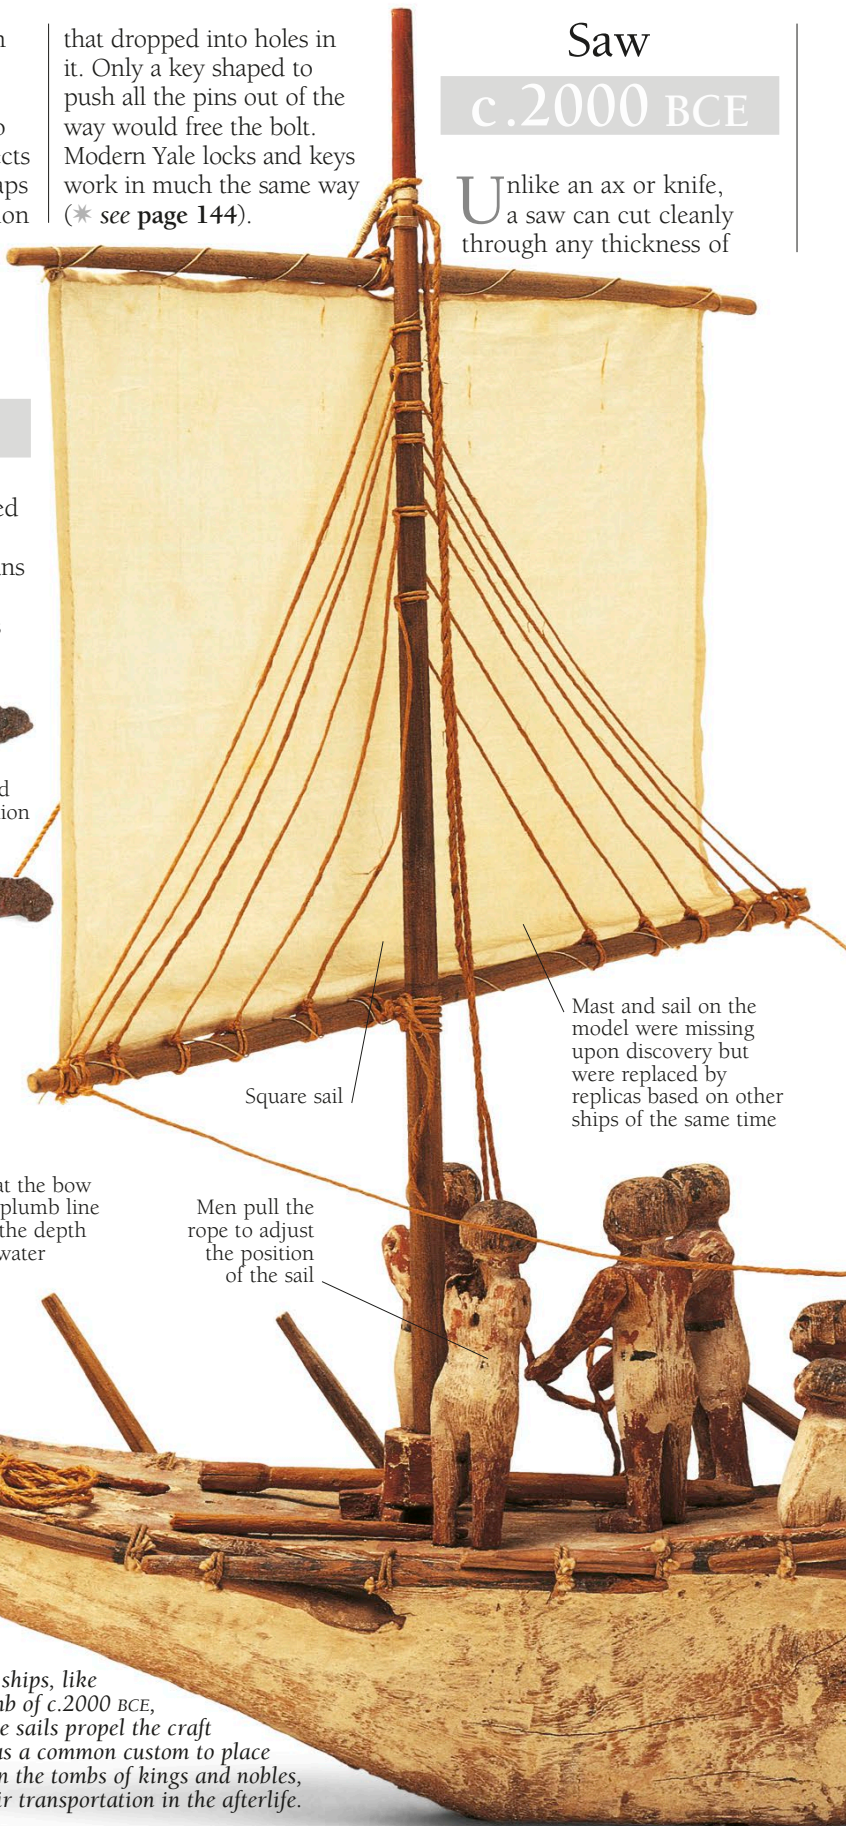 that dropped into holes in
it. Only a key shaped to
push all the pins out of the
way would free the bolt.
Modern Yale locks and keys
work in much the same way
(✷ see page 144).
Saw
c.2000 BCE
Unlike an ax or knife,
a saw can cut cleanly
through any thickness of
Mast and sail on the
model were missing
upon discovery but
were replaced by
replicas based on other
ships of the same time
Square sail
at the bow
plumb line
the depth
water
Men pull the
rope to adjust
the position
of the sail
ships, like
of c.2000 BCE,
sails propel the craft
a common custom to place
the tombs of kings and nobles,
transportation in the afterlife.